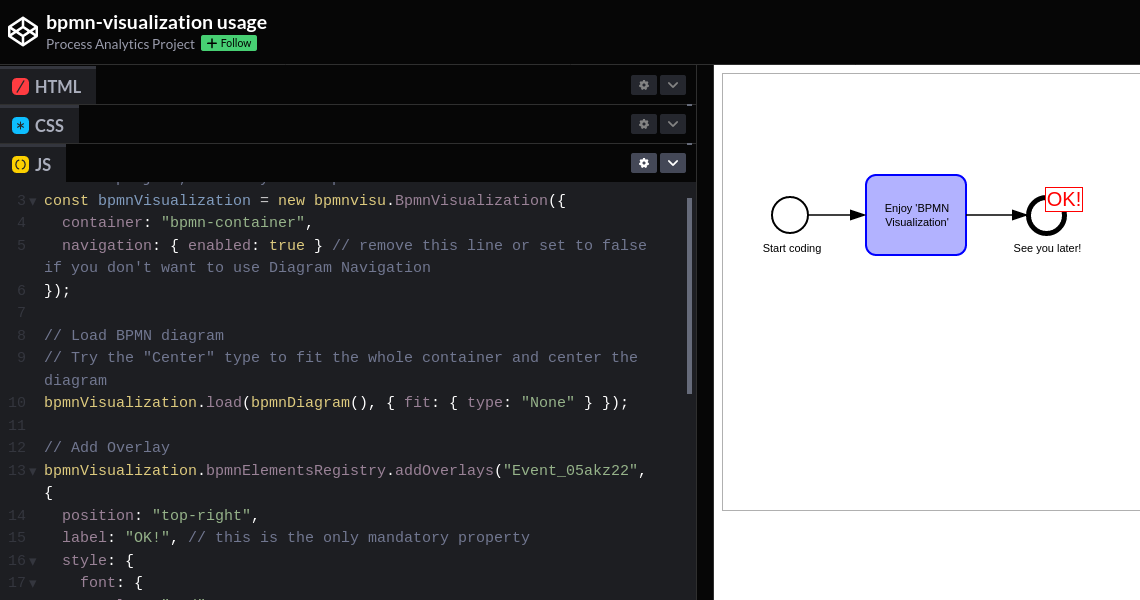 bpmn-visualization usage
Process Analytics Project + Follow
HTML
CSS
JS
3 const bpmnVisualization = new bpmnvisu.BpmnVisualization({
4 container: "bpmn-container",
5 navigation: { enabled: true } // remove this line or set to false
if you don't want to use Diagram Navigation
6 });
7
8 // Load BPMN diagram
9 // Try the "Center" type to fit the whole container and center the
diagram
10 bpmnVisualization.load(bpmnDiagram(), { fit: { type: "None" } });
11
12 // Add Overlay
13 bpmnVisualization.bpmnElementsRegistry.addOverlays("Event_05akz22",
{
14 position: "top-right",
15 label: "OK!", // this is the only mandatory property
16 style: {
17 font: {
Start coding
Enjoy 'BPMN
Visualization'
OK!
See you later!